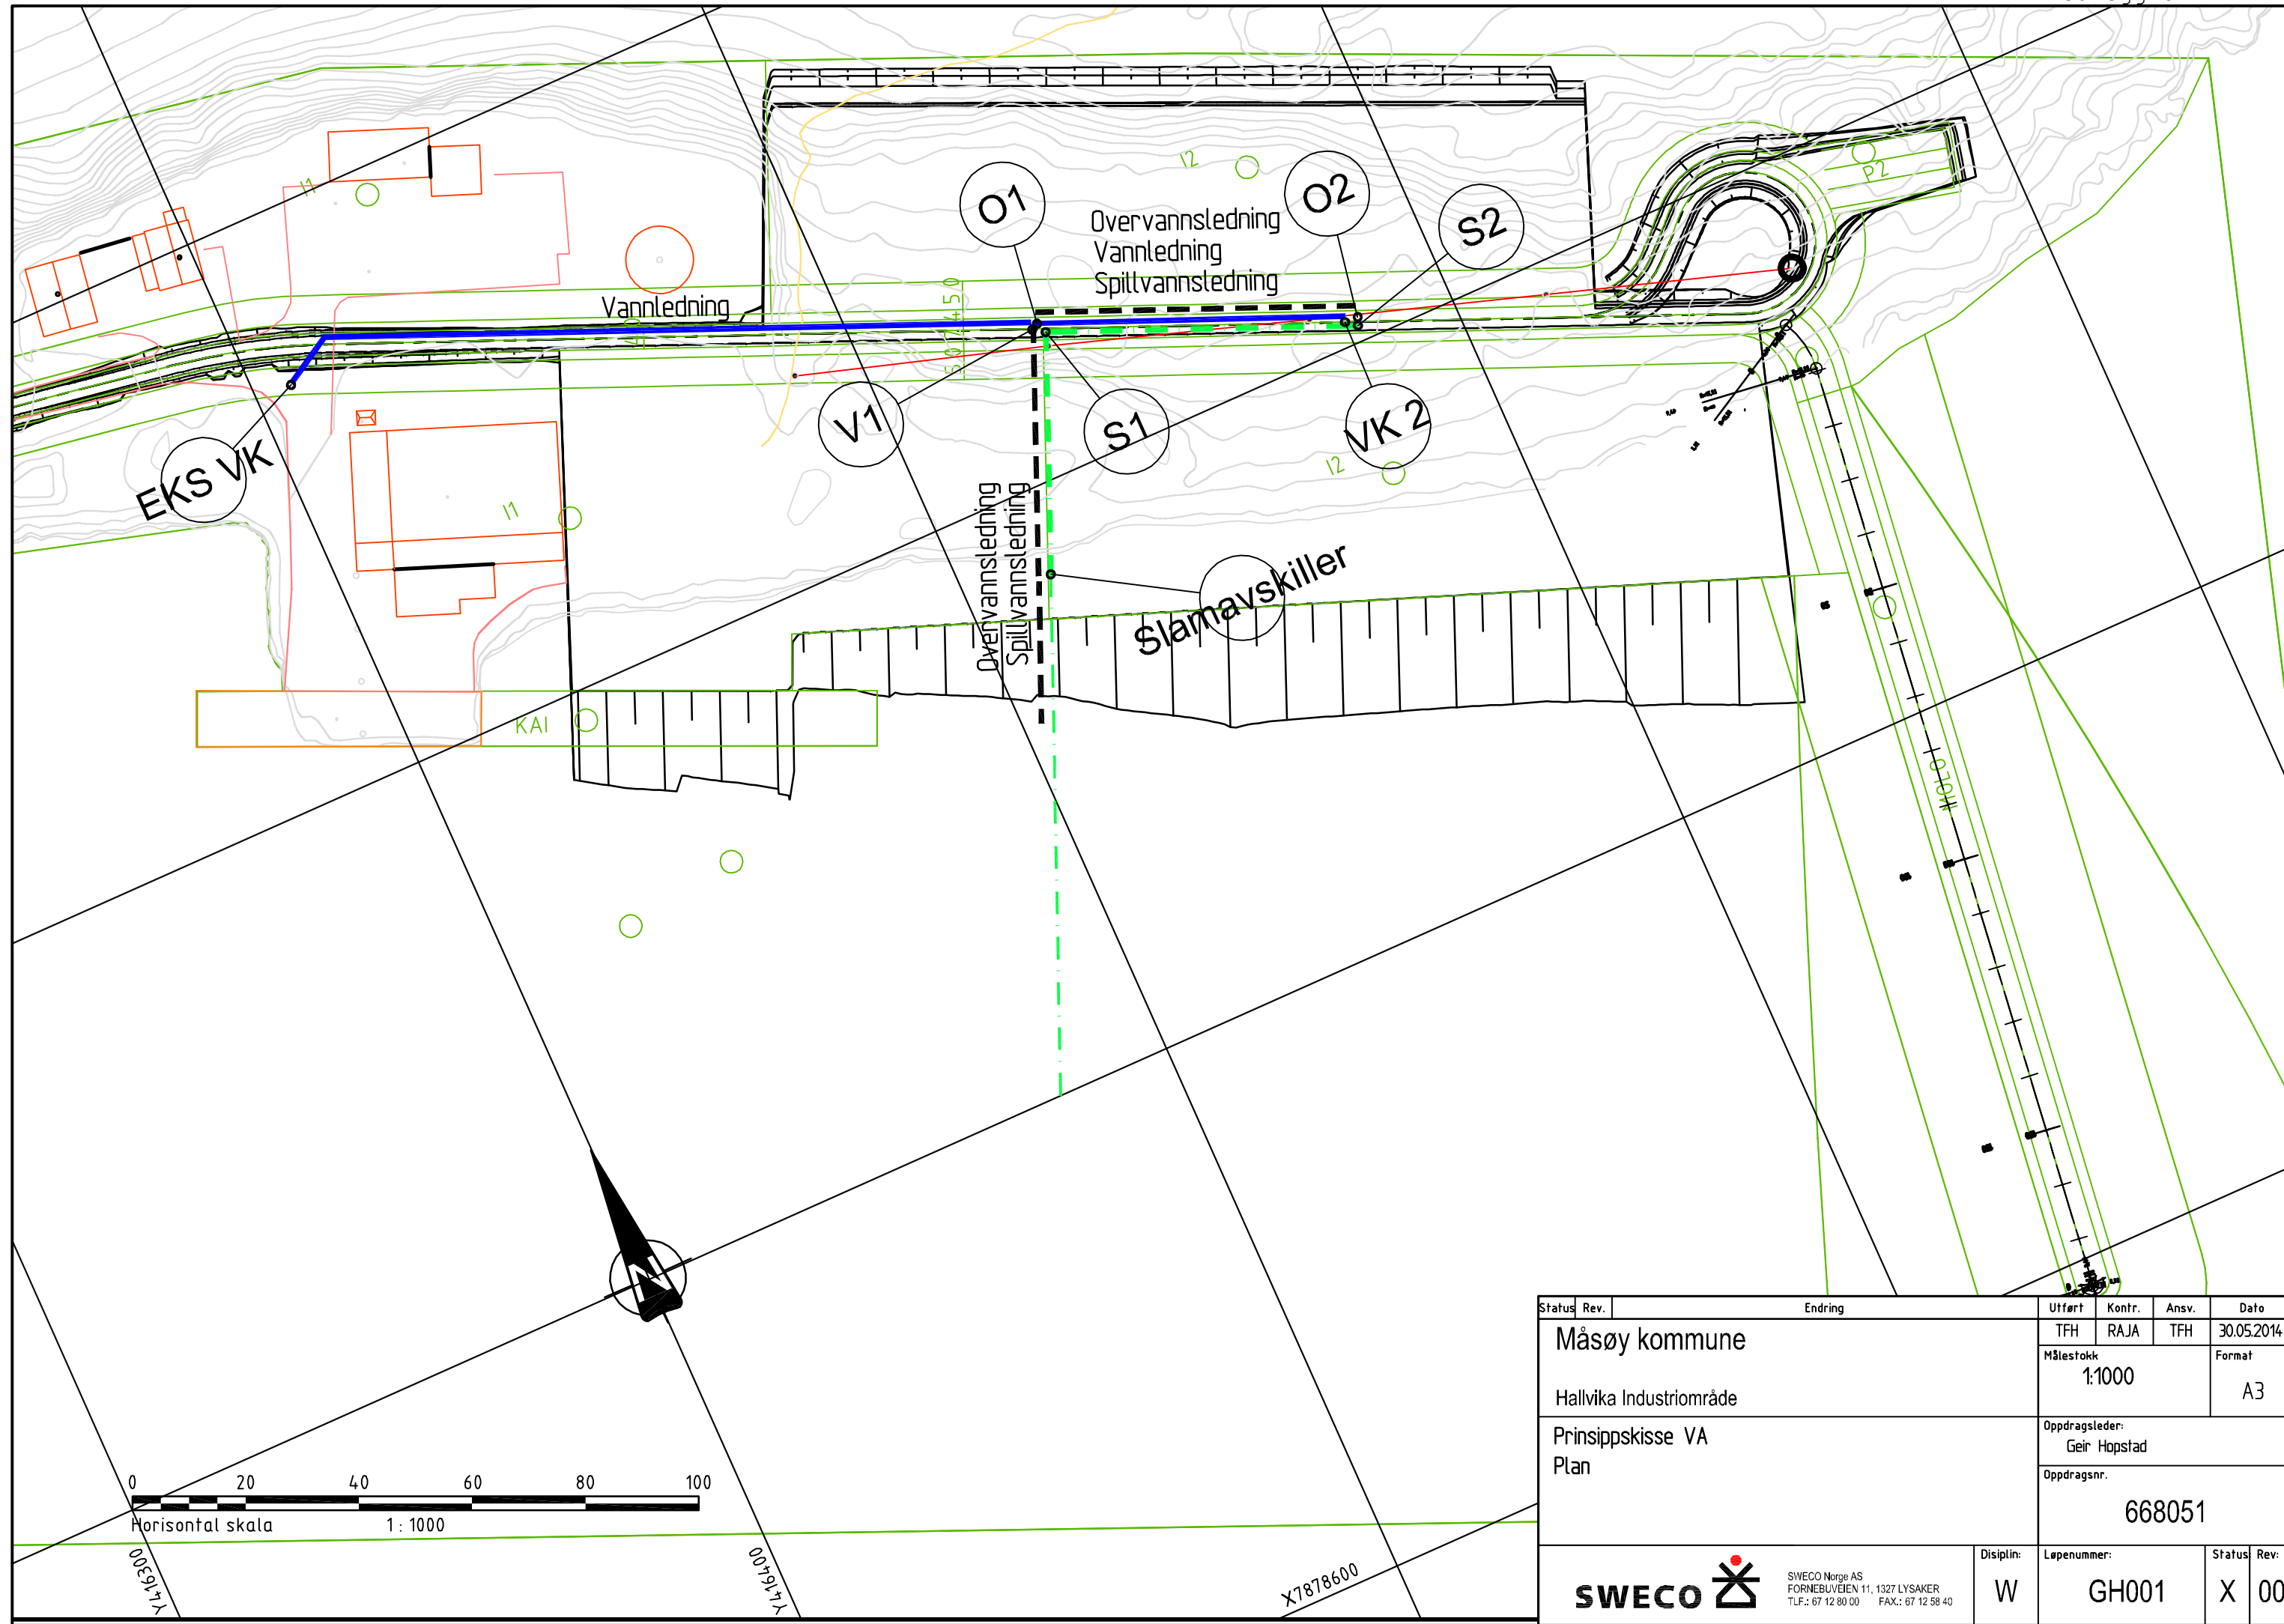 I1
I2
P2
O1
O2
S2
Overvannsledning
Vannledning
Spillvannsledning
Vannledning
V1
S1
VK 2
EKS VK
I2
I1
Overvannsledning
Spillvannsledning
Slamavskiller
KAI
MOLO
0 20 40 60 80 100
Horisontal skala 1 : 1000
Y416300
Y416400
X7878600
Status Rev. Endring Utført Kontr. Ansv. Dato
TFH RAJA TFH 30.05.2014
Måsøy kommune
Hallvika Industriområde
Målestokk
1:1000
Format
A3
Prinsippskisse VA
Plan
Oppdragsleder:
Geir Hopstad
Oppdragsnr.
668051
SWECO
SWECO Norge AS
FORNEBUVEIEN 11, 1327 LYSAKER
TLF.: 67 12 80 00 FAX.: 67 12 58 40
Disiplin:
W
Løpenummer:
GH001
Status
X
Rev:
00